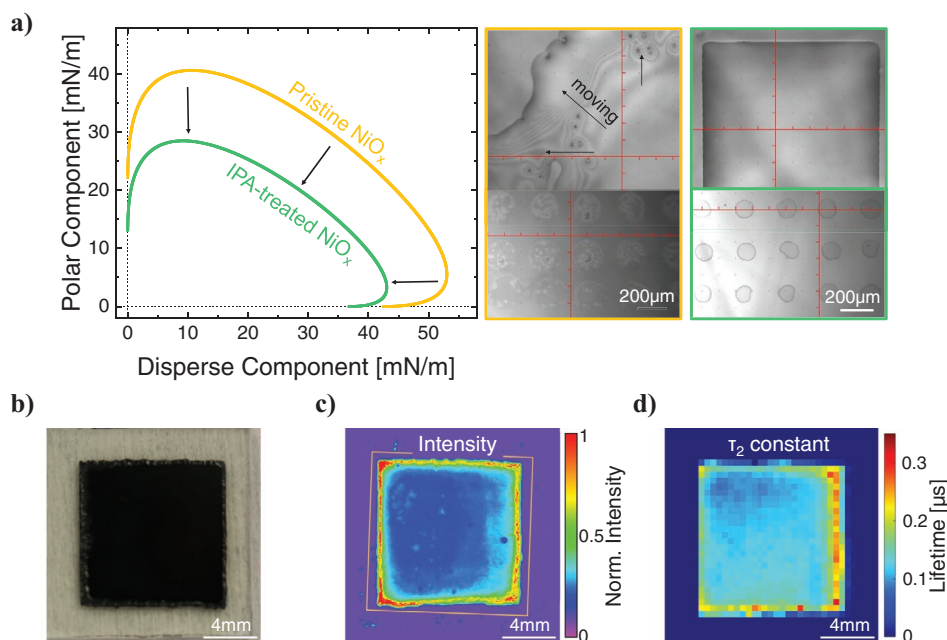 a)
Polar Component [mN/m]
40
30
20
10
0
0 10 20 30 40 50
Disperse Component [mN/m]
Pristine NiOx
IPA-treated NiOx
moving
200µm
200µm
b)
4mm
c)
Intensity
4mm
1
0.5
0
Norm. Intensity
d)
τ2 constant
4mm
0.3
0.2
0.1
0
Lifetime [µs]